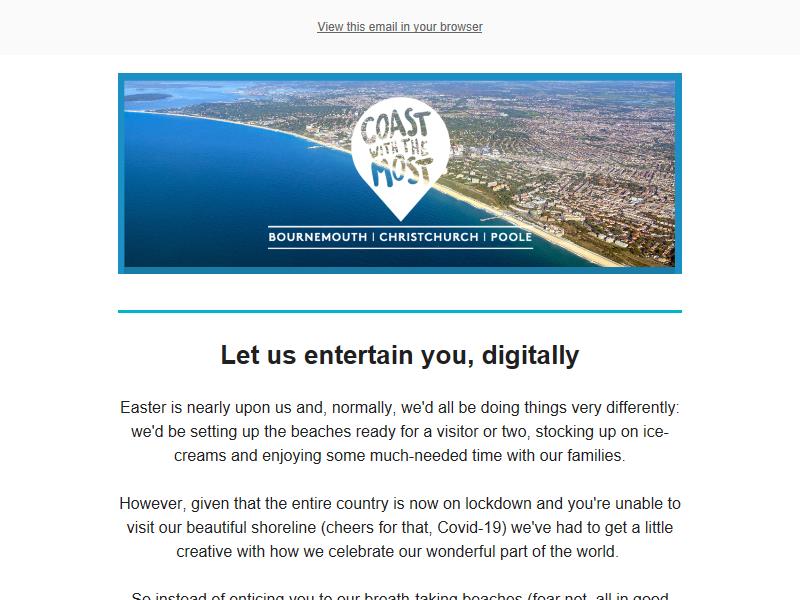 View this email in your browser
COAST
WITH THE
MOST
BOURNEMOUTH | CHRISTCHURCH | POOLE
Let us entertain you, digitally
Easter is nearly upon us and, normally, we'd all be doing things very differently:
we'd be setting up the beaches ready for a visitor or two, stocking up on ice-
creams and enjoying some much-needed time with our families.
However, given that the entire country is now on lockdown and you're unable to
visit our beautiful shoreline (cheers for that, Covid-19) we've had to get a little
creative with how we celebrate our wonderful part of the world.
So instead of enticing you to our breath-taking beaches (fear not, all in good